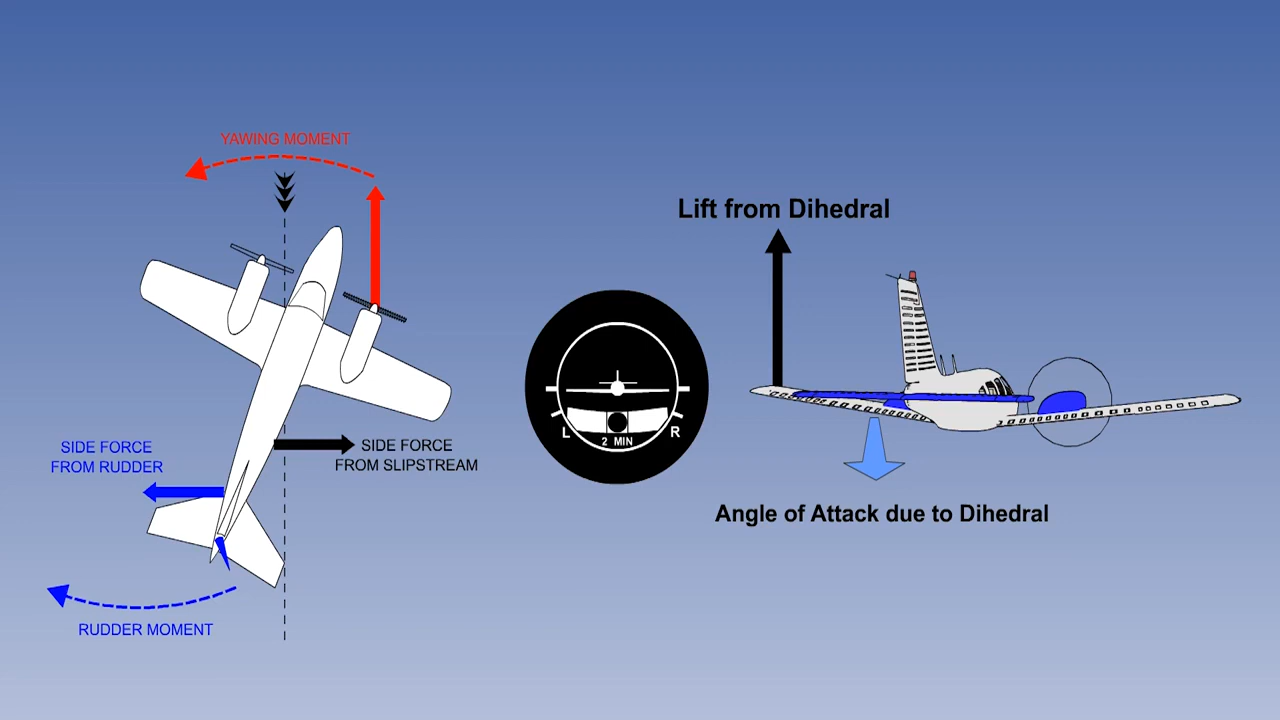 YAWING MOMENT
SIDE FORCE
FROM RUDDER
SIDE FORCE
FROM SLIPSTREAM
RUDDER MOMENT
L
R
2 MIN
Lift from Dihedral
Angle of Attack due to Dihedral